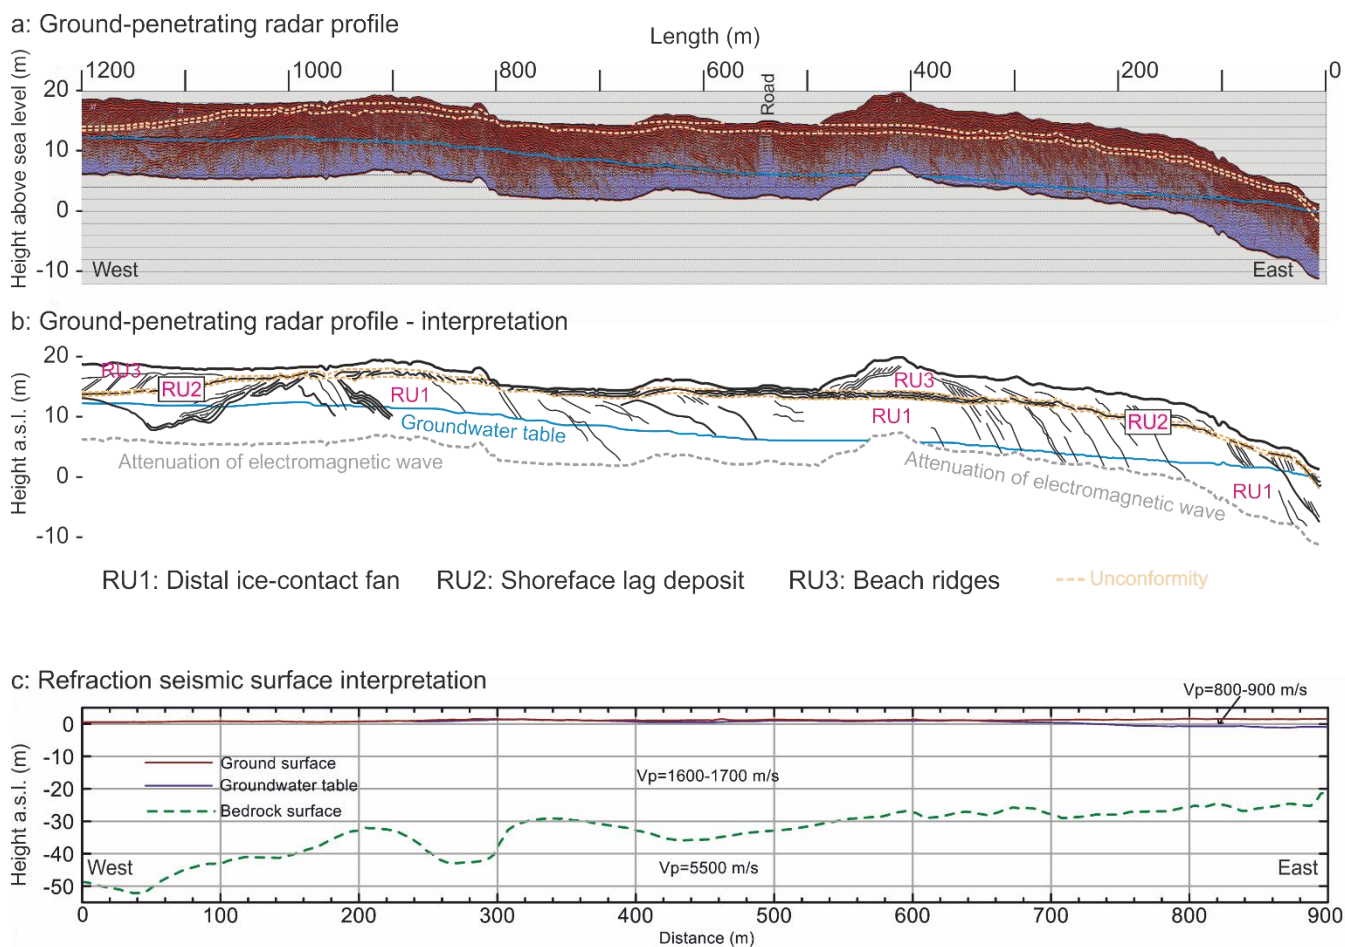 a: Ground-penetrating radar profile
Length (m)
1200 1000 800 600 400 200 0
Height above sea level (m)
20
10
0
-10
Road
West
East
b: Ground-penetrating radar profile - interpretation
Height a.s.l. (m)
20
10
0
-10
RU3
RU2
RU1
Groundwater table
Attenuation of electromagnetic wave
RU3
RU1
RU2
Attenuation of electromagnetic wave
RU1
RU1: Distal ice-contact fan RU2: Shoreface lag deposit RU3: Beach ridges Unconformity
c: Refraction seismic surface interpretation
Vp=800-900 m/s
Height a.s.l. (m)
0
-10
-20
-30
-40
-50
Ground surface
Groundwater table
Bedrock surface
Vp=1600-1700 m/s
Vp=5500 m/s
West
East
0 100 200 300 400 500 600 700 800 900
Distance (m)